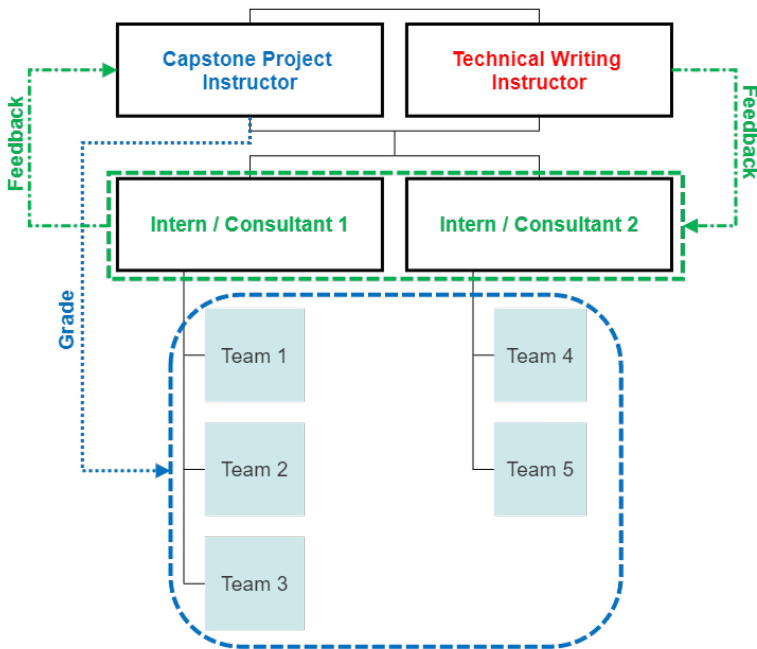 Capstone Project
Instructor
Technical Writing
Instructor
Feedback
Feedback
Intern / Consultant 1
Intern / Consultant 2
Grade
Team 1
Team 4
Team 2
Team 5
Team 3